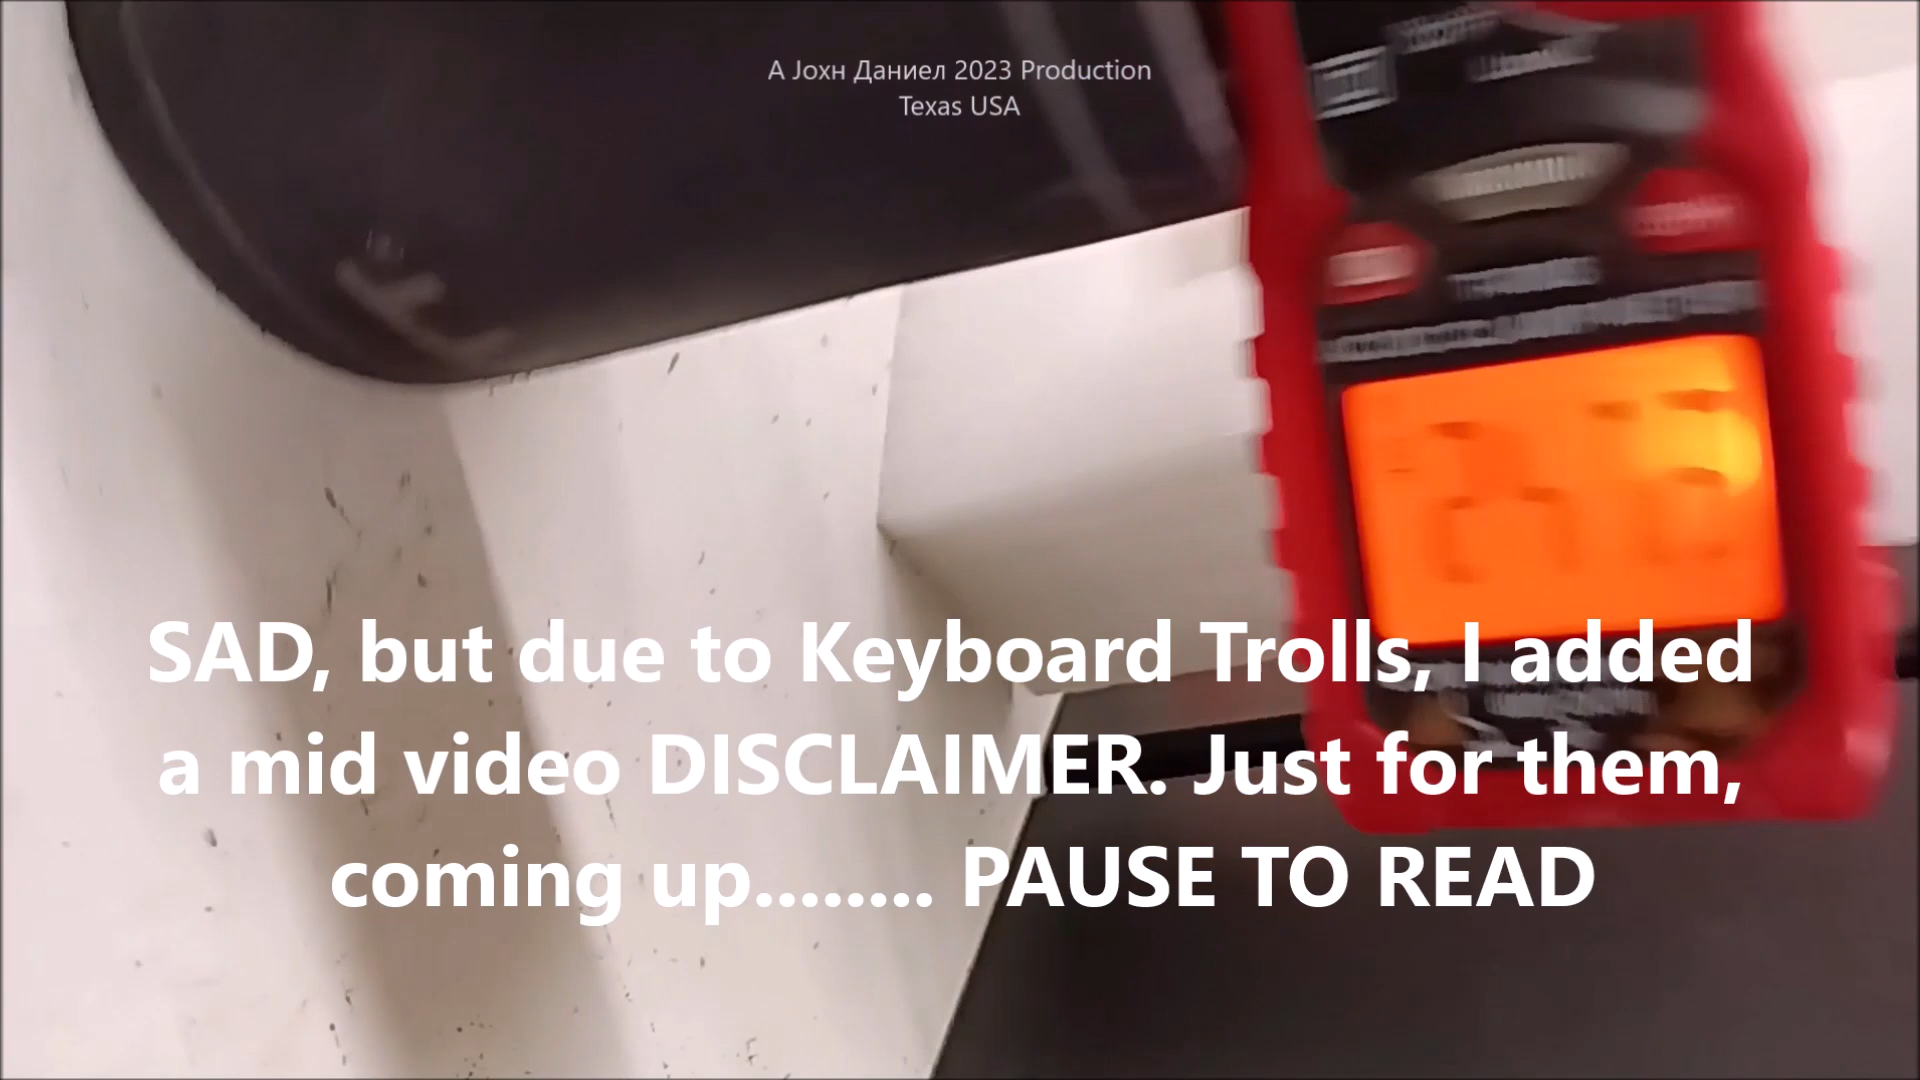 A Јохн Даниел 2023 Production
Texas USA
SAD, but due to Keyboard Trolls, I added
a mid video DISCLAIMER. Just for them,
coming up........ PAUSE TO READ